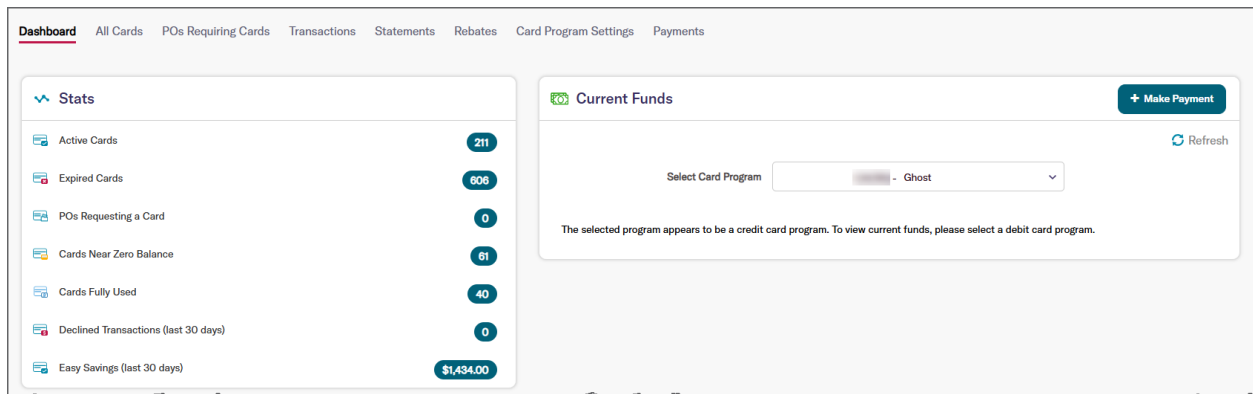 Dashboard All Cards POs Requiring Cards Transactions Statements Rebates Card Program Settings Payments
Stats
Active Cards 211
Expired Cards 606
POs Requesting a Card 0
Cards Near Zero Balance 61
Cards Fully Used 40
Declined Transactions (last 30 days) 0
Easy Savings (last 30 days) $1,434.00
Current Funds + Make Payment
Refresh
Select Card Program - Ghost
The selected program appears to be a credit card program. To view current funds, please select a debit card program.